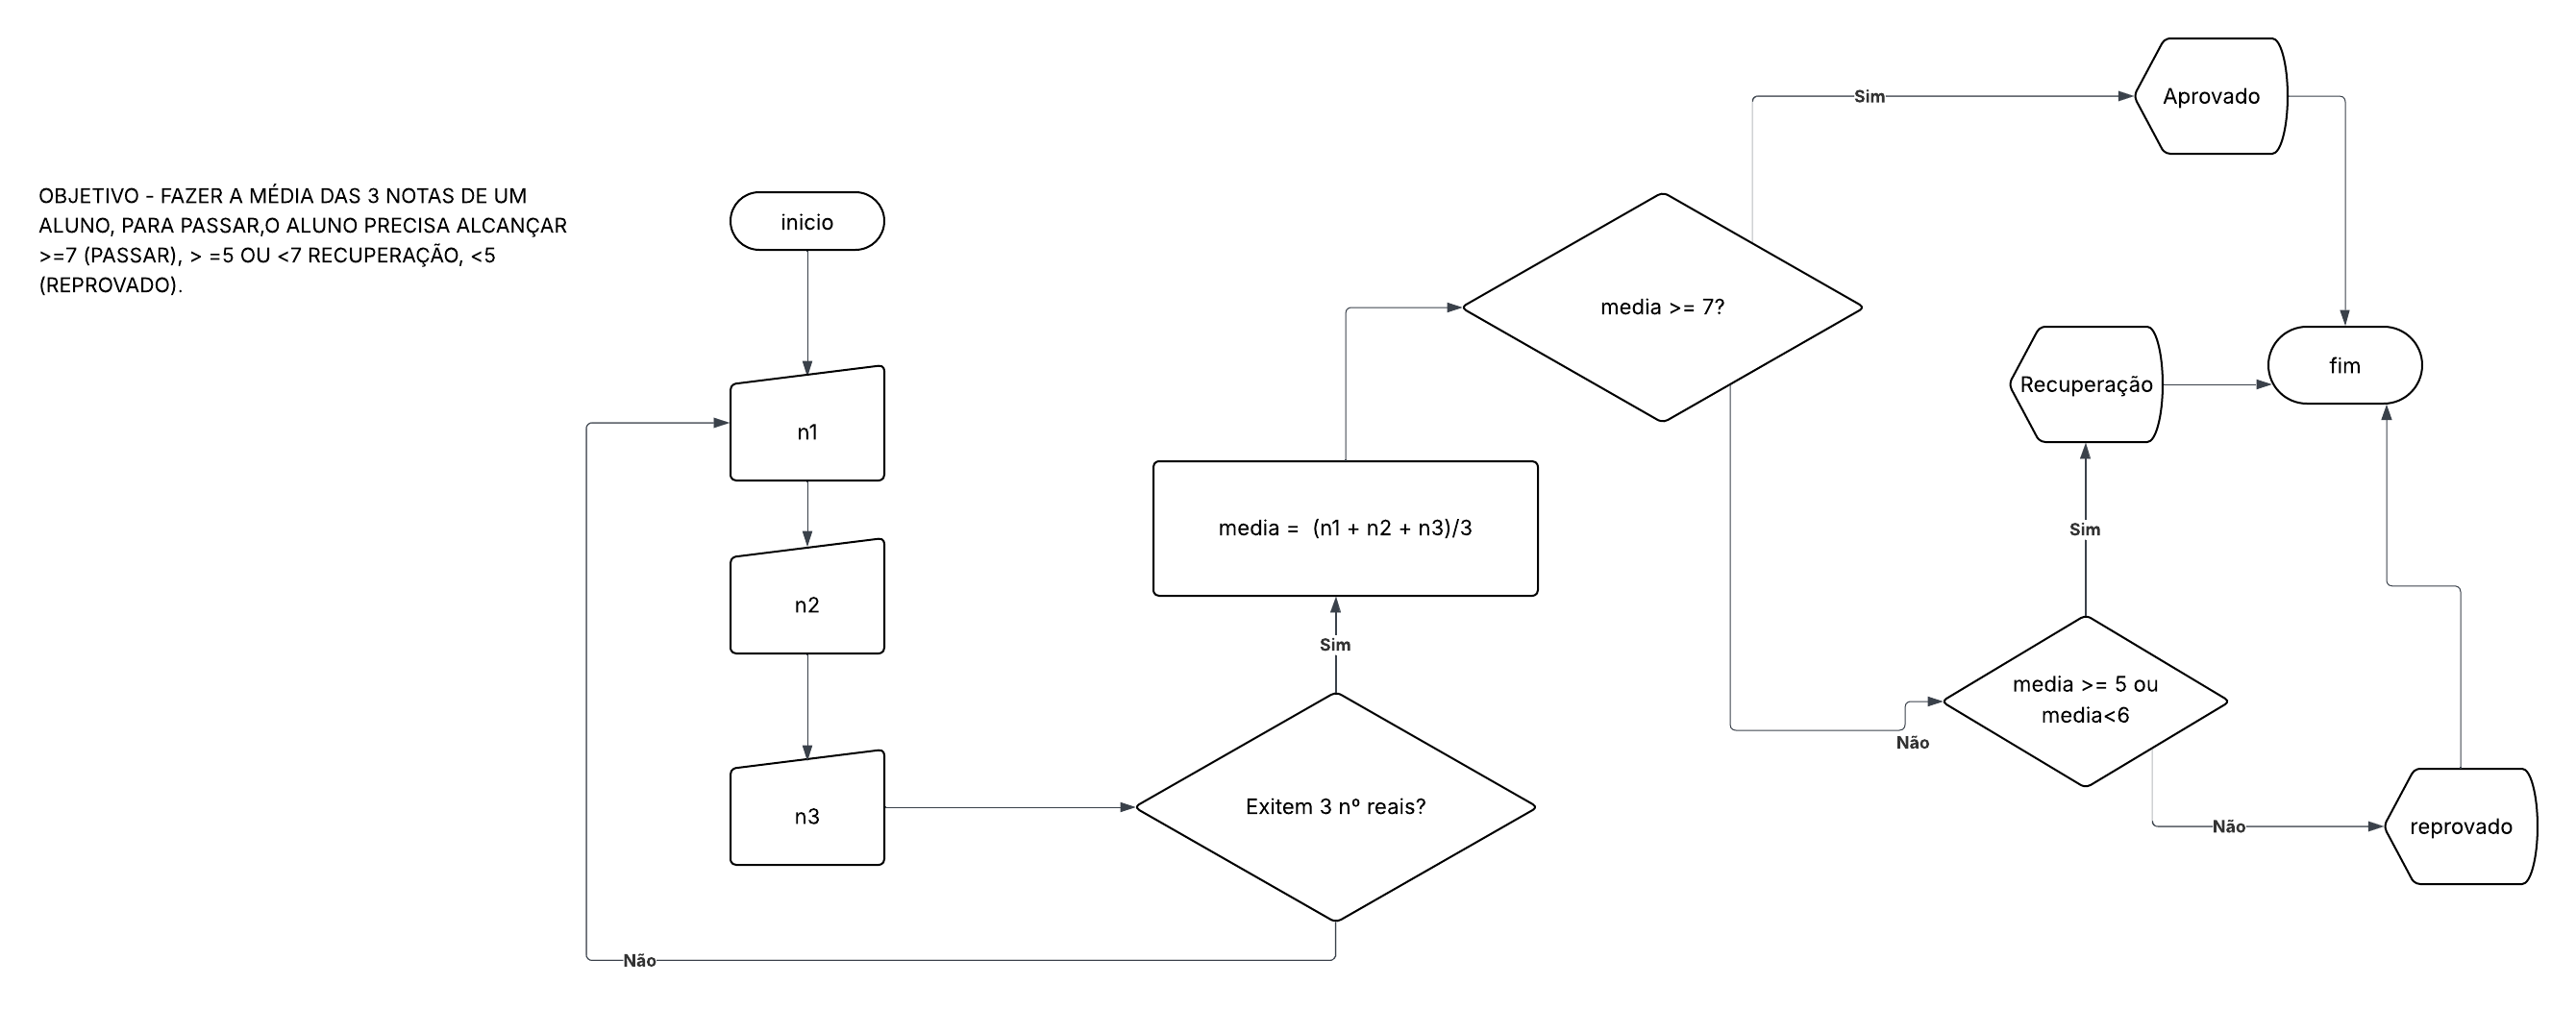 OBJETIVO - FAZER A MÉDIA DAS 3 NOTAS DE UM
ALUNO, PARA PASSAR,O ALUNO PRECISA ALCANÇAR
>=7 (PASSAR), > =5 OU <7 RECUPERAÇÃO, <5
(REPROVADO).
inicio
n1
n2
n3
Exitem 3 nº reais?
Não
Sim
media =  (n1 + n2 + n3)/3
media >= 7?
Sim
Aprovado
Não
media >= 5 ou
media<6
Sim
Recuperação
Não
reprovado
fim